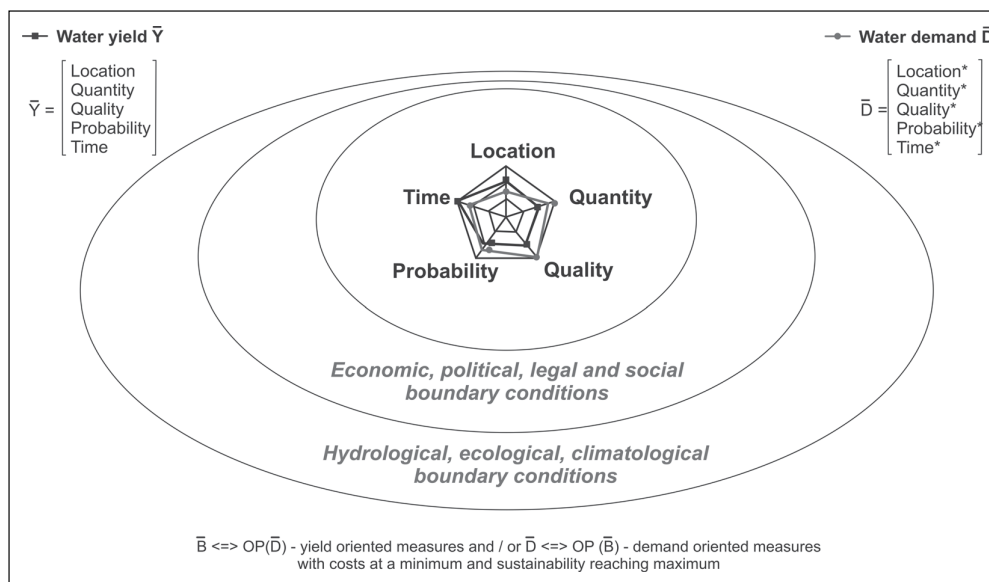 Water yield Y̅
Water demand D̅
Y̅ =
Location
Quantity
Quality
Probability
Time
D̅ =
Location*
Quantity*
Quality*
Probability*
Time*
Location
Time
Quantity
Probability
Quality
Economic, political, legal and social
boundary conditions
Hydrological, ecological, climatological
boundary conditions
B̅ <=> OP(D̅) - yield oriented measures and / or D̅ <=> OP (B̅) - demand oriented measures
with costs at a minimum and sustainability reaching maximum